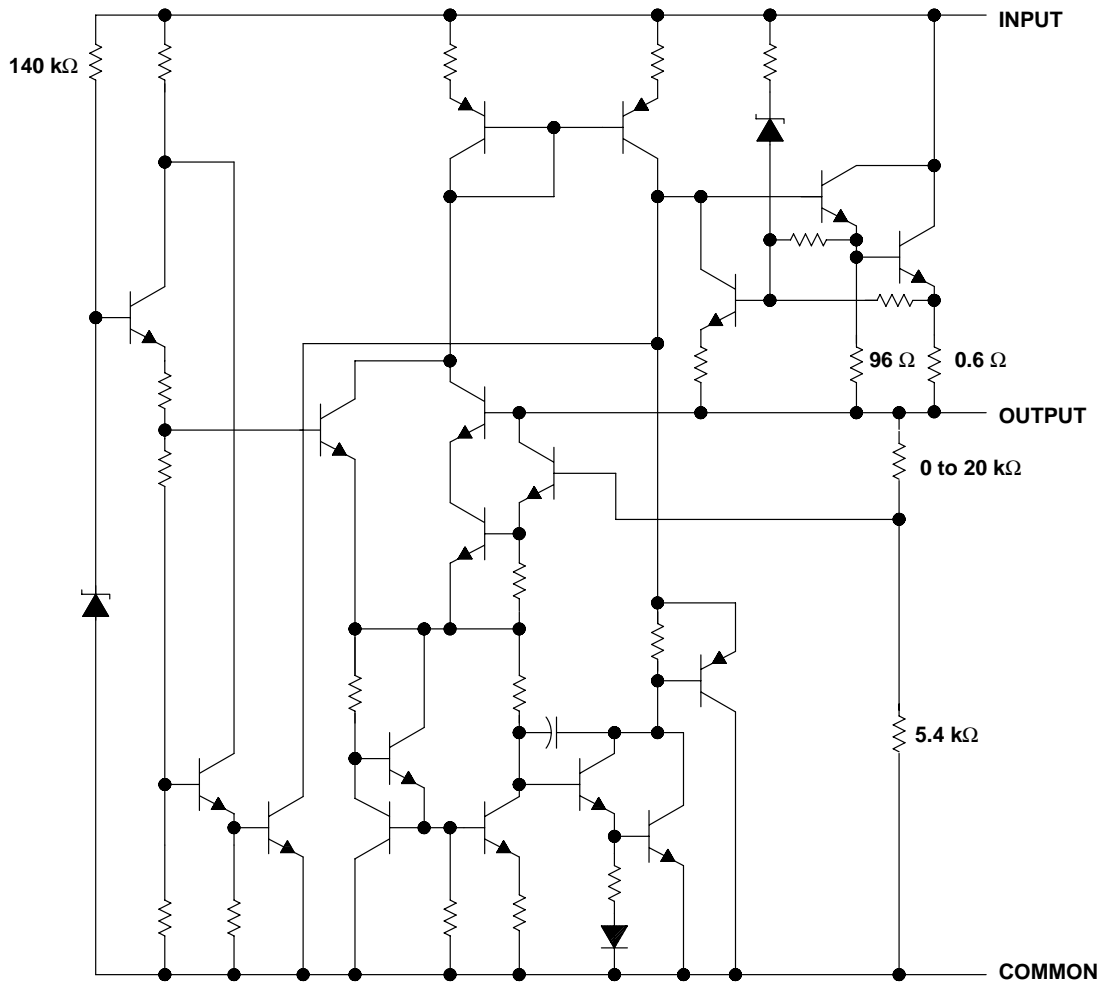 INPUT
140 kΩ
96 Ω
0.6 Ω
OUTPUT
0 to 20 kΩ
5.4 kΩ
COMMON